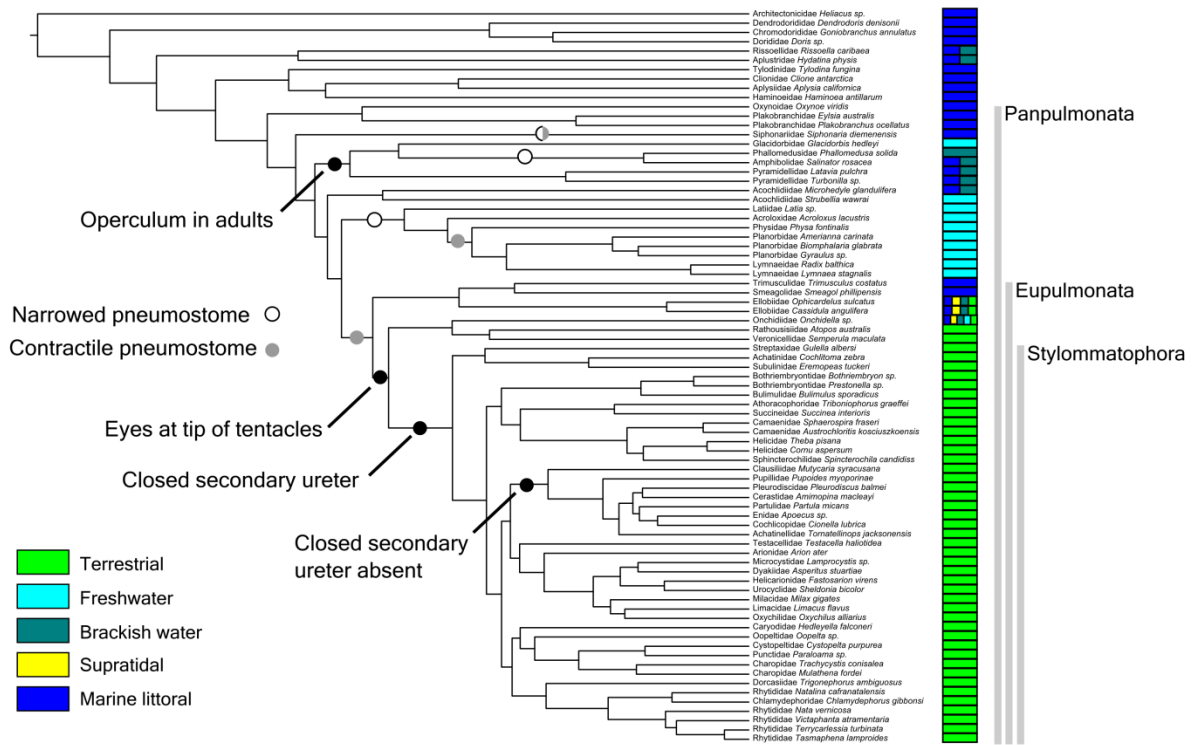 Architectonicidae Heliacus sp.
Dendrodorididae Dendrodoris denisonii
Chromodorididae Goniobranchus annulatus
Dorididae Doris sp.
Rissoellidae Rissoella caribaea
Aplustridae Hydatina physis
Tylodinidae Tylodina fungina
Clionidae Clione antarctica
Aplysiidae Aplysia californica
Haminoeidae Haminoea antillarum
Oxynoidae Oxynoe viridis
Plakobranchidae Eylsia australis
Plakobranchidae Plakobranchus ocellatus
Siphonariidae Siphonaria diemenensis
Glacidorbidae Glacidorbis hedleyi
Phallomedusidae Phallomedusa solida
Amphibolidae Salinator rosacea
Pyramidellidae Latavia pulchra
Pyramidellidae Turbonilla sp.
Acochlidiidae Microhedyle glandulifera
Acochlidiidae Strubellia wawrai
Latiidae Latia sp.
Acroloxidae Acroloxus lacustris
Physidae Physa fontinalis
Planorbidae Amerianna carinata
Planorbidae Biomphalaria glabrata
Planorbidae Gyraulus sp.
Lymnaeidae Radix balthica
Lymnaeidae Lymnaea stagnalis
Trimusculidae Trimusculus costatus
Smeagolidae Smeagol phillipensis
Ellobiidae Ophicardelus sulcatus
Ellobiidae Cassidula angulifera
Onchidiidae Onchidella sp.
Rathousisiidae Atopos australis
Veronicellidae Semperula maculata
Streptaxidae Gulella albersi
Achatinidae Cochlitoma zebra
Subulinidae Eremopeas tuckeri
Bothriembryontidae Bothriembryon sp.
Bothriembryontidae Prestonella sp.
Bulimulidae Bulimulus sporadicus
Athoracophoridae Triboniophorus graeffei
Succineidae Succinea interioris
Camaenidae Sphaerospira fraseri
Camaenidae Austrochloritis kosciuszkoensis
Helicidae Theba pisana
Helicidae Cornu aspersum
Sphincterochilidae Spincterochila candidiss
Clausiliidae Mutycaria syracusana
Pupillidae Pupoides myoporinae
Pleurodiscidae Pleurodiscus balmei
Cerastidae Amimopina macleayi
Partulidae Partula micans
Enidae Apoecus sp.
Cochlicopidae Cionella lubrica
Achatinellidae Tornatellinops jacksonensis
Testacellidae Testacella haliotidea
Arionidae Arion ater
Microcystidae Lamprocystis sp.
Dyakiidae Asperitus stuartiae
Helicarionidae Fastosarion virens
Urocyclidae Sheldonia bicolor
Milacidae Milax gigates
Limacidae Limacus flavus
Oxychilidae Oxychilus alliarius
Caryodidae Hedleyella falconeri
Oopeltidae Oopelta sp.
Cystopeltidae Cystopelta purpurea
Punctidae Paraloama sp.
Charopidae Trachycystis conisalea
Charopidae Mulathena fordei
Dorcasiidae Trigonephorus ambiguosus
Rhytididae Natalina cafranatalensis
Chlamydephoridae Chlamydephorus gibbonsi
Rhytididae Nata vernicosa
Rhytididae Victaphanta atramentaria
Rhytididae Terrycarlessia turbinata
Rhytididae Tasmaphena lamproides
Panpulmonata
Eupulmonata
Stylommatophora
Operculum in adults
Narrowed pneumostome
Contractile pneumostome
Eyes at tip of tentacles
Closed secondary ureter
Closed secondary
ureter absent
Terrestrial
Freshwater
Brackish water
Supratidal
Marine littoral